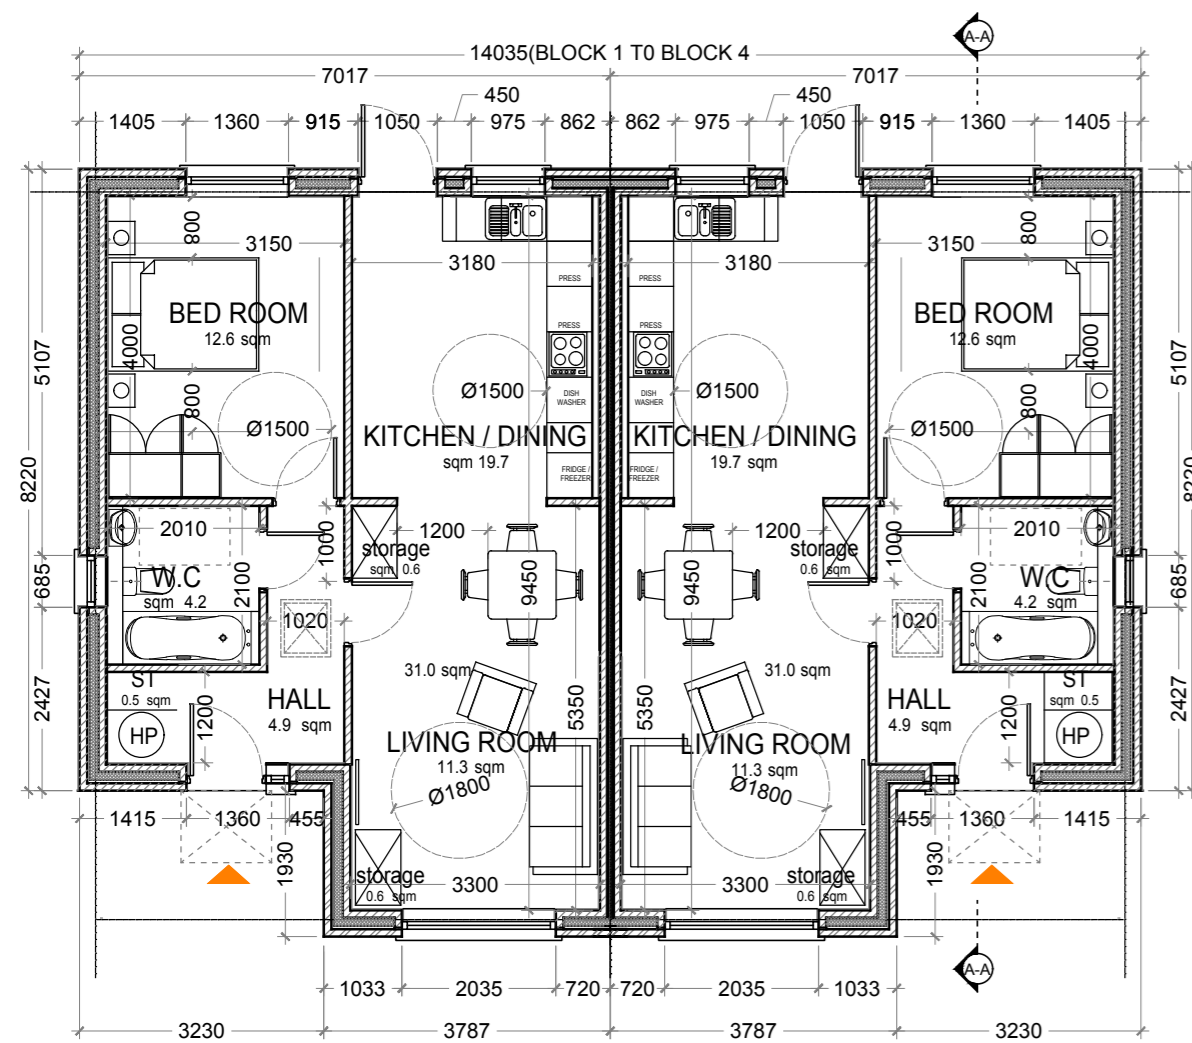 A-A
14035(BLOCK 1 T0 BLOCK 4
7017 7017
450 450
1405 1360 915 1050 975 862 862 975 1050 915 1360 1405
800 800
3150 3180 3180 3150
PRESS PRESS
BED ROOM BED ROOM
12.6 sqm 12.6 sqm
PRESS PRESS
4000 4000
5107 5107
800 Ø1500 Ø1500 800
DISH WASHER DISH WASHER
Ø1500 Ø1500
KITCHEN / DINING KITCHEN / DINING
sqm 19.7 19.7 sqm
FRIDGE / FREEZER FRIDGE / FREEZER
8220 8220
2010 1200 1200 2010
1000 1000
storage storage
sqm 0.6 0.6 sqm
W.C W.C
sqm 4.2 4.2 sqm
685 2100 9450 9450 2100 685
1020 1020
31.0 sqm 31.0 sqm
ST ST
0.5 sqm sqm 0.5
2427 2427
HALL HALL
4.9 sqm 4.9 sqm
1200 5350 5350 1200
HP HP
LIVING ROOM LIVING ROOM
11.3 sqm 11.3 sqm
Ø1800 Ø1800
1415 1360 455 455 1360 1415
1930 1930
storage storage
0.6 sqm 0.6 sqm
3300 3300
A-A
1033 2035 720 720 2035 1033
3230 3787 3787 3230